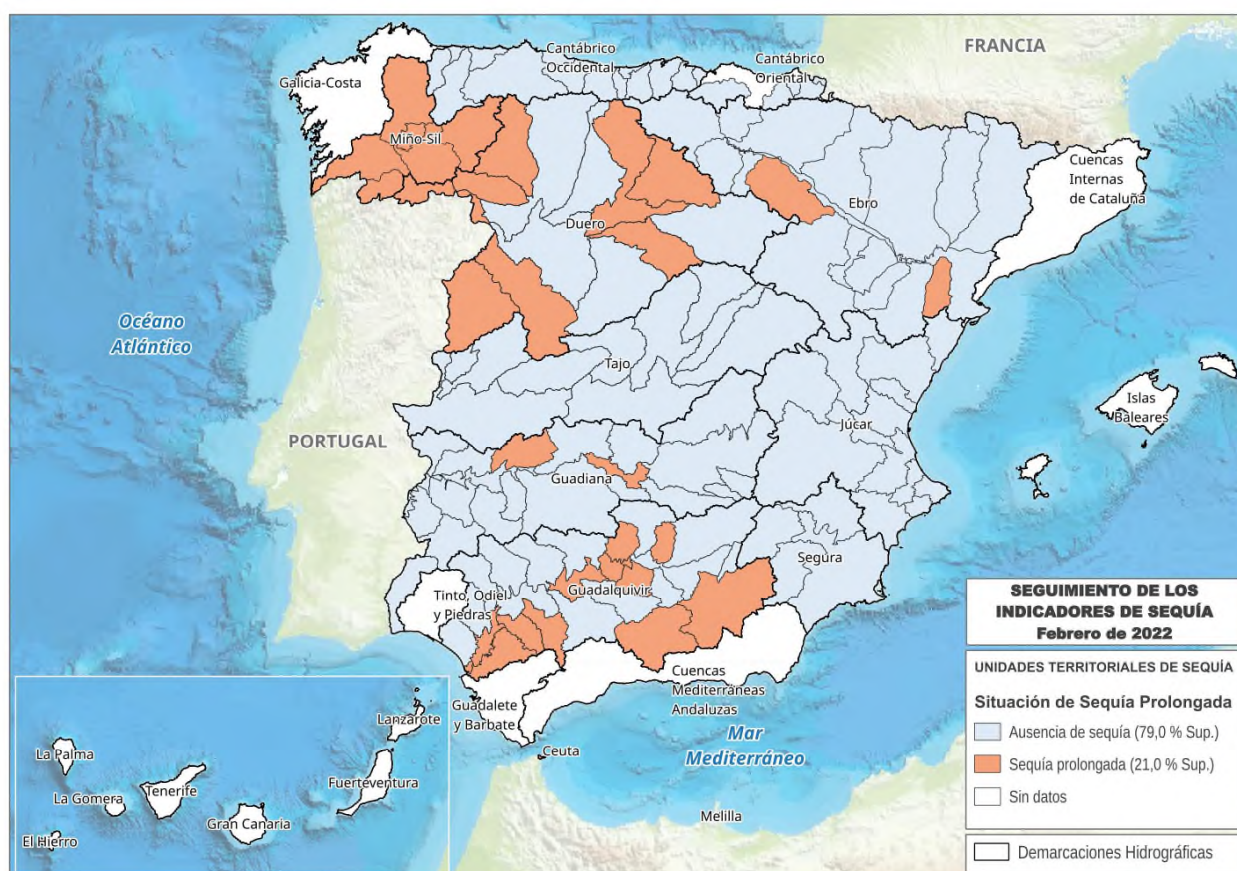 FRANCIA
Cantábrico
Occidental
Cantábrico
Oriental
Galicia-Costa
Miño-Sil
Cuencas
Internas
de Cataluña
Ebro
Duero
Océano
Atlántico
Tajo
Islas
Baleares
Júcar
PORTUGAL
Guadiana
Segura
Tinto, Odiel
y Piedras
Guadalquivir
Cuencas
Mediterráneas
Andaluzas
Guadalete
y Barbate
Mar
Mediterráneo
Ceuta
Melilla
Lanzarote
La Palma
Fuerteventura
Tenerife
La Gomera
Gran Canaria
El Hierro
SEGUIMIENTO DE LOS
INDICADORES DE SEQUÍA
Febrero de 2022
UNIDADES TERRITORIALES DE SEQUÍA
Situación de Sequía Prolongada
Ausencia de sequía (79,0 % Sup.)
Sequía prolongada (21,0 % Sup.)
Sin datos
Demarcaciones Hidrográficas